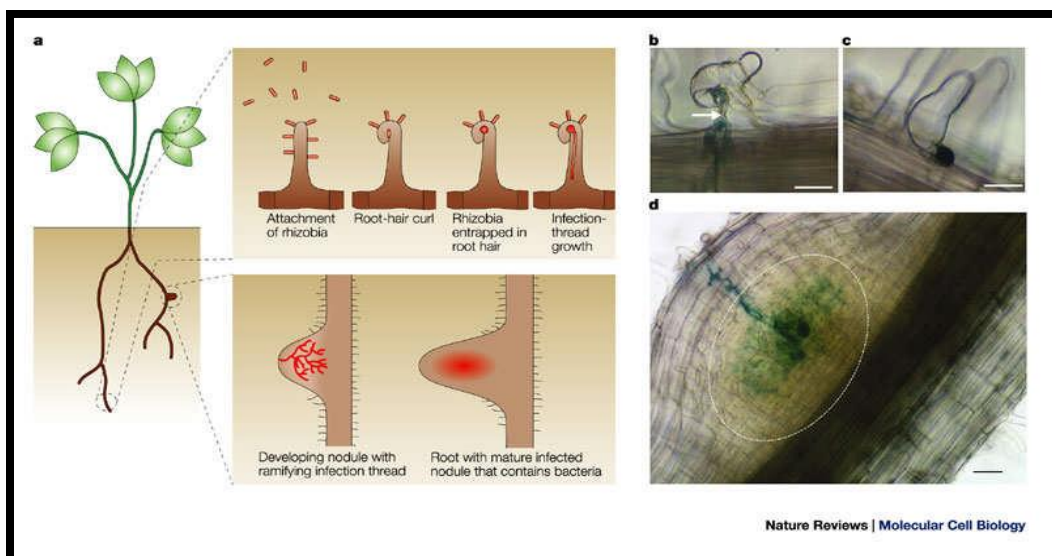 a
Attachment
of rhizobia
Root-hair curl
Rhizobia
entrapped in
root hair
Infection-
thread
growth
Developing nodule with
ramifying infection thread
Root with mature infected
nodule that contains bacteria
b
c
d
Nature Reviews | Molecular Cell Biology